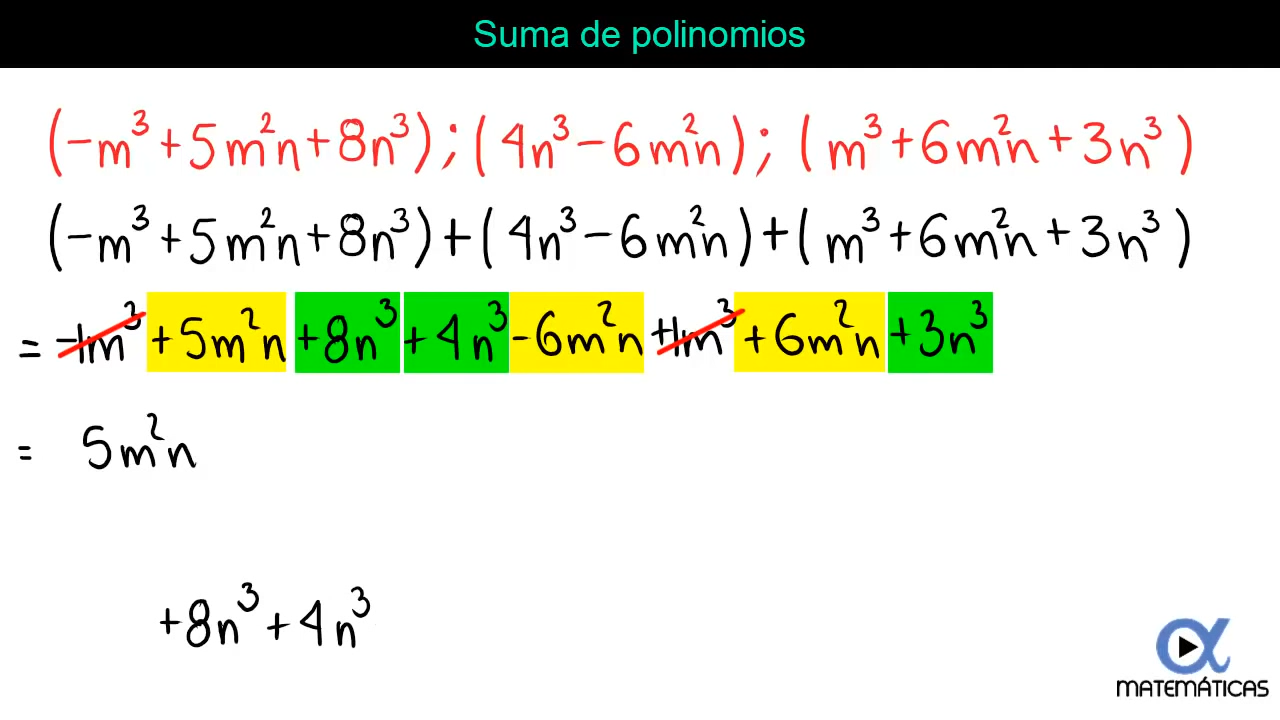 Suma de polinomios
(-m³+5m²n+8n³);(4n³-6m²n);(m³+6m²n+3n³)
(-m³+5m²n+8n³)+(4n³-6m²n)+(m³+6m²n+3n³)
= -1m³ +5m²n +8n³ +4n³ -6m²n +1m³ +6m²n +3n³
= 5m²n
+8n³+4n³
MATEMÁTICAS